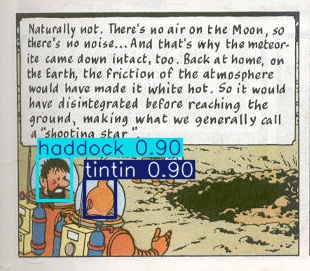 Naturally not. There's no air on the Moon, so
there's no noise... And that's why the meteor-
ite came down intact, too. Back at home, on
the Earth, the friction of the atmosphere
would have made it white hot. So it would
have disintegrated before reaching the
ground, making what we generally call
a "shooting star".
haddock 0.90
tintin 0.90